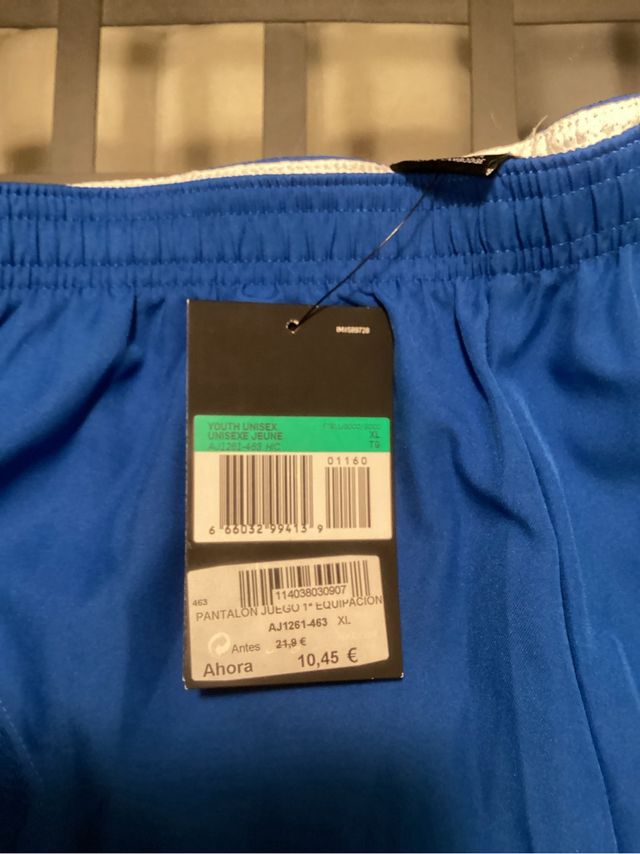 YOUTH UNISEX
UNISEXE JEUNE XL
AJ1261-463 H/C TG
01160
6 66032 99413 9
114038030907
463
PANTALON JUEGO 1ª EQUIPACION
AJ1261-463 XL
Antes 21,9 €
Ahora 10,45 €